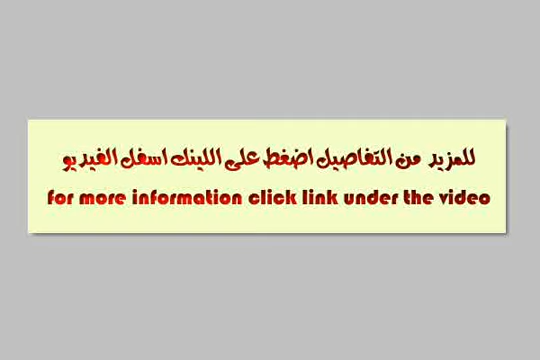 للمزيد من التفاصيل اضغط على اللينك اسفل الفيديو
for more information click link under the video